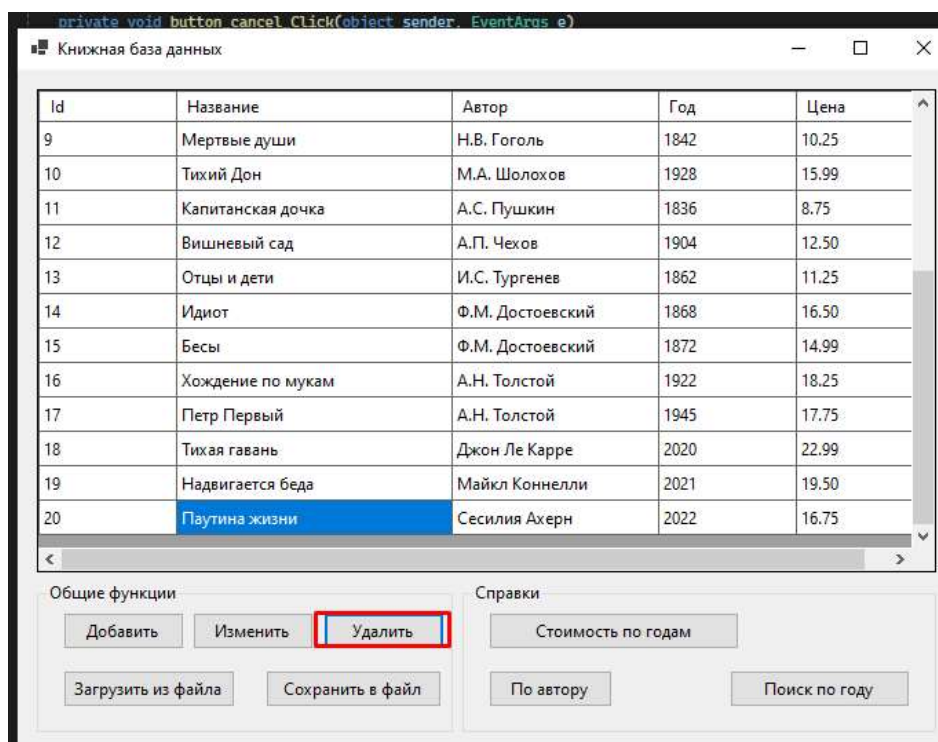 private void button_cancel_Click(object sender, EventArgs e)
Книжная база данных
Id Название Автор Год Цена
9 Мертвые души Н.В. Гоголь 1842 10.25
10 Тихий Дон М.А. Шолохов 1928 15.99
11 Капитанская дочка А.С. Пушкин 1836 8.75
12 Вишневый сад А.П. Чехов 1904 12.50
13 Отцы и дети И.С. Тургенев 1862 11.25
14 Идиот Ф.М. Достоевский 1868 16.50
15 Бесы Ф.М. Достоевский 1872 14.99
16 Хождение по мукам А.Н. Толстой 1922 18.25
17 Петр Первый А.Н. Толстой 1945 17.75
18 Тихая гавань Джон Ле Карре 2020 22.99
19 Надвигается беда Майкл Коннелли 2021 19.50
20 Паутина жизни Сесилия Ахерн 2022 16.75
Общие функции Справки
Добавить Изменить Удалить Стоимость по годам
Загрузить из файла Сохранить в файл По автору Поиск по году